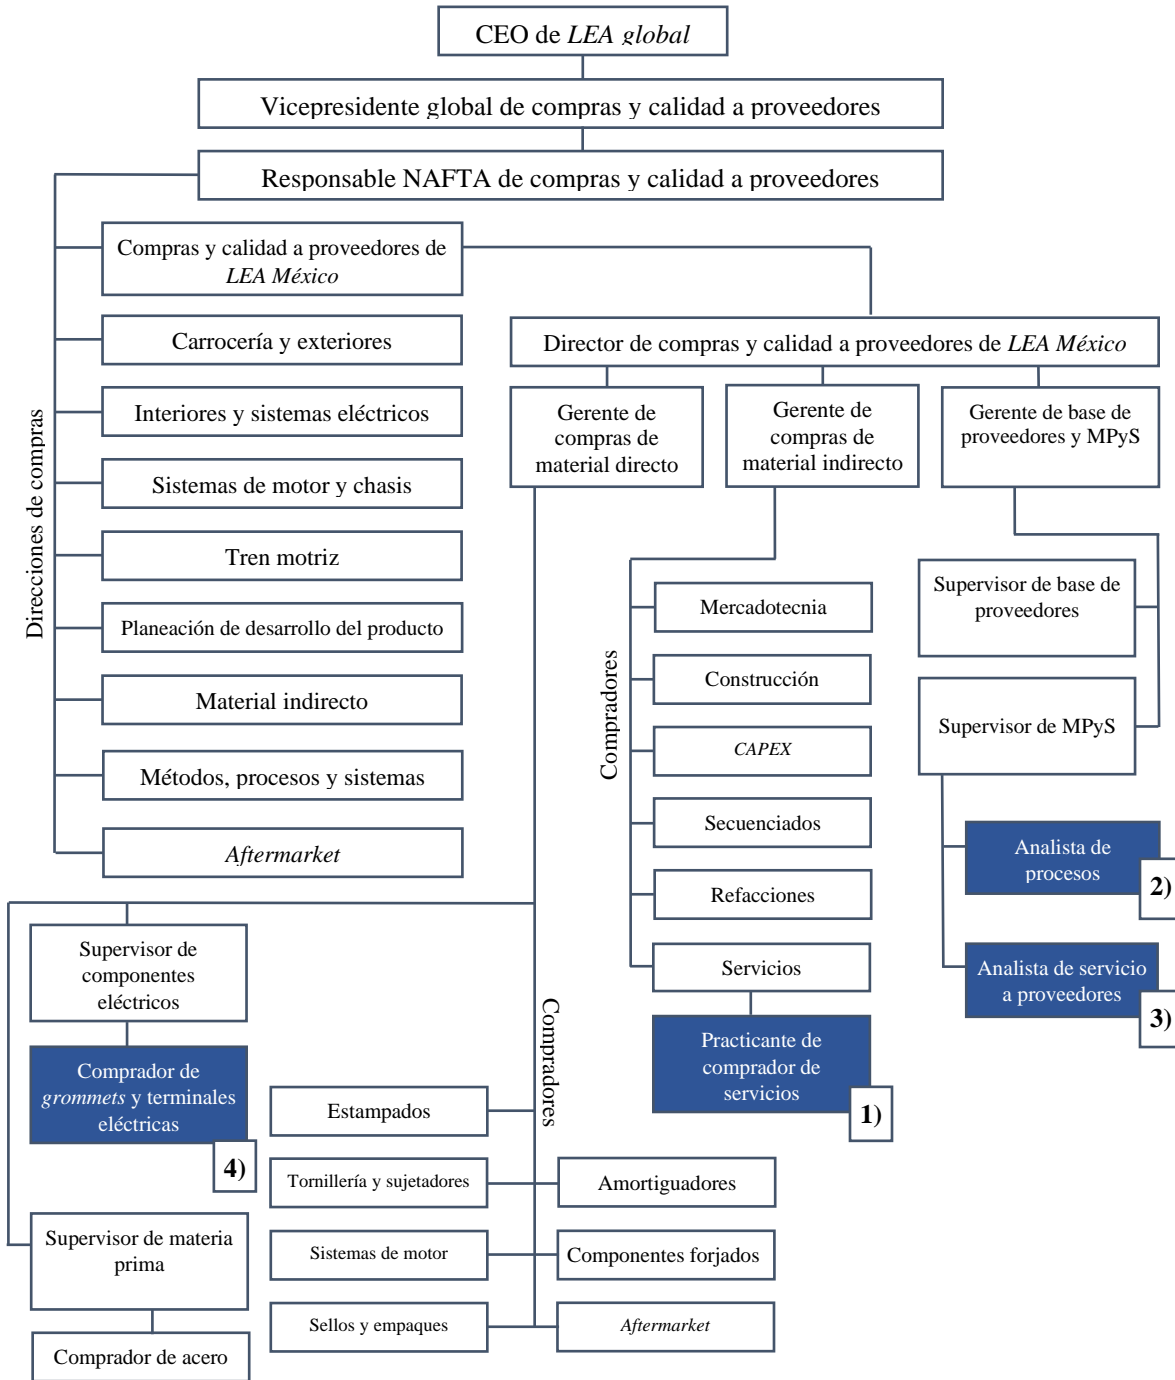 CEO de LEA global
Vicepresidente global de compras y calidad a proveedores
Responsable NAFTA de compras y calidad a proveedores
Direcciones de compras
Compras y calidad a proveedores de
LEA México
Carrocería y exteriores
Interiores y sistemas eléctricos
Sistemas de motor y chasis
Tren motriz
Planeación de desarrollo del producto
Material indirecto
Métodos, procesos y sistemas
Aftermarket
Director de compras y calidad a proveedores de LEA México
Gerente de
compras de
material directo
Gerente de
compras de
material indirecto
Gerente de base de
proveedores y MPyS
Compradores
Mercadotecnia
Construcción
CAPEX
Secuenciados
Refacciones
Servicios
Practicante de
comprador de
servicios
1)
Supervisor de base de
proveedores
Supervisor de MPyS
Analista de
procesos
2)
Analista de servicio
a proveedores
3)
Supervisor de
componentes
eléctricos
Comprador de
grommets y terminales
eléctricas
4)
Supervisor de materia
prima
Comprador de acero
Compradores
Estampados
Tornillería y sujetadores
Amortiguadores
Sistemas de motor
Componentes forjados
Sellos y empaques
Aftermarket